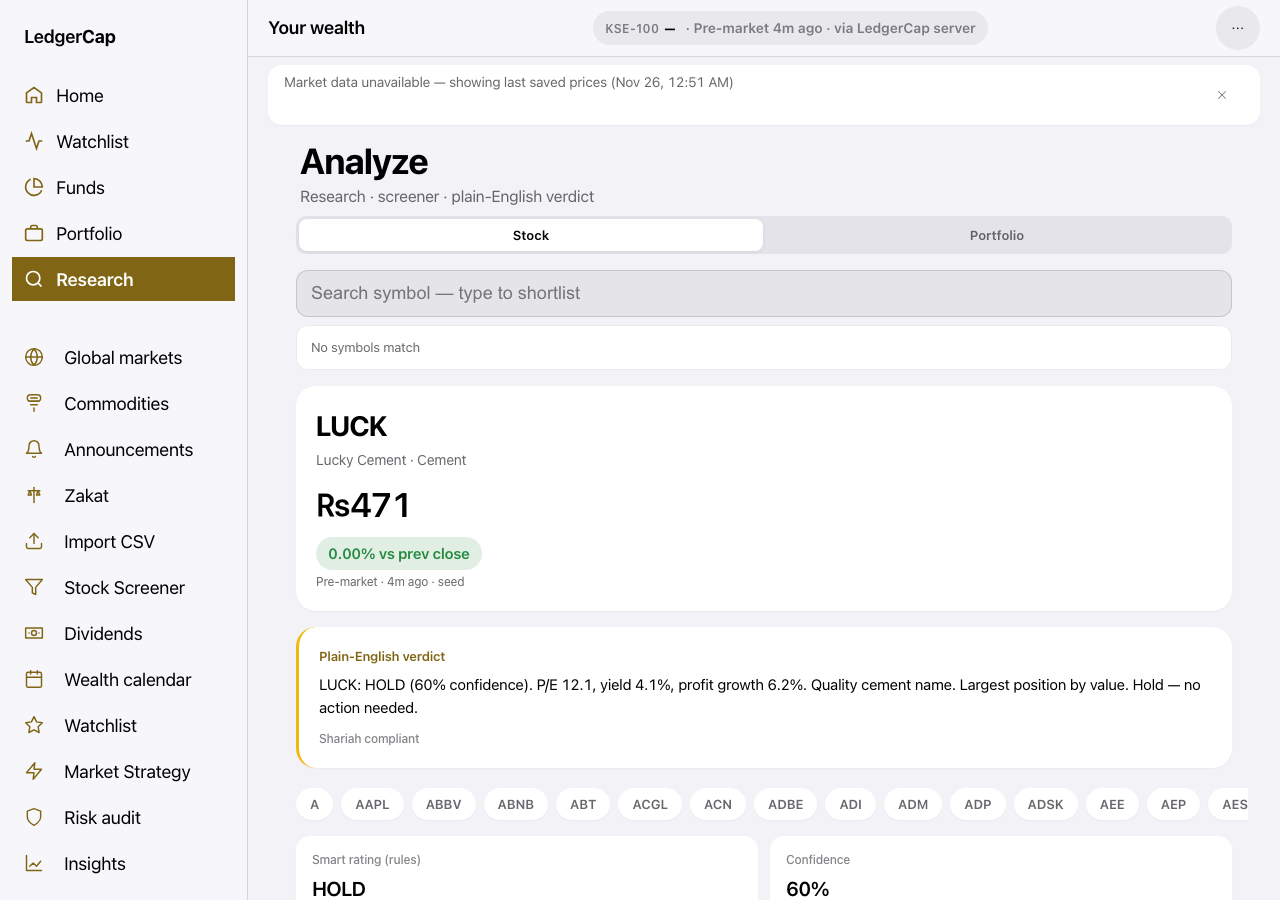 LedgerCap
Home
Watchlist
Funds
Portfolio
Research
Global markets
Commodities
Announcements
Zakat
Import CSV
Stock Screener
Dividends
Wealth calendar
Watchlist
Market Strategy
Risk audit
Insights
Your wealth
KSE-100 — · Pre-market 4m ago · via LedgerCap server
...
Market data unavailable — showing last saved prices (Nov 26, 12:51 AM)
×
Analyze
Research · screener · plain-English verdict
Stock
Portfolio
Search symbol — type to shortlist
No symbols match
LUCK
Lucky Cement · Cement
Rs471
0.00% vs prev close
Pre-market · 4m ago · seed
Plain-English verdict
LUCK: HOLD (60% confidence). P/E 12.1, yield 4.1%, profit growth 6.2%. Quality cement name. Largest position by value. Hold — no
action needed.
Shariah compliant
A AAPL ABBV ABNB ABT ACGL ACN ADBE ADI ADM ADP ADSK AEE AEP AES
Smart rating (rules)
HOLD
Confidence
60%